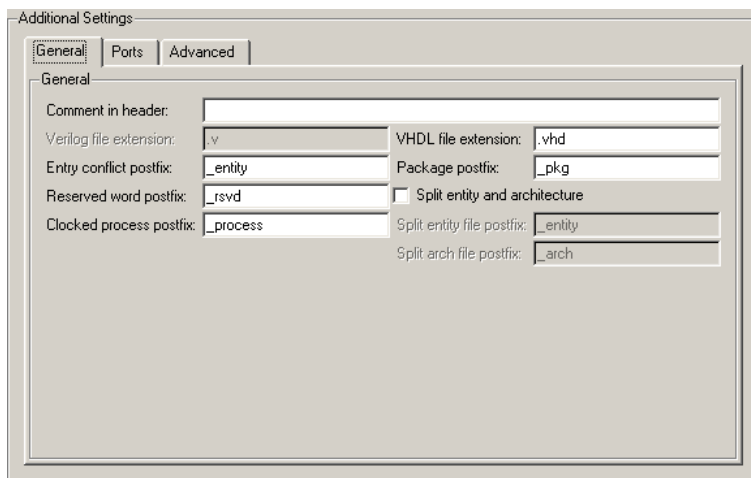 Additional Settings
General Ports Advanced
General
Comment in header:
Verilog file extension: .v VHDL file extension: .vhd
Entry conflict postfix: _entity Package postfix: _pkg
Reserved word postfix: _rsvd Split entity and architecture
Clocked process postfix: _process Split entity file postfix: _entity
Split arch file postfix: _arch